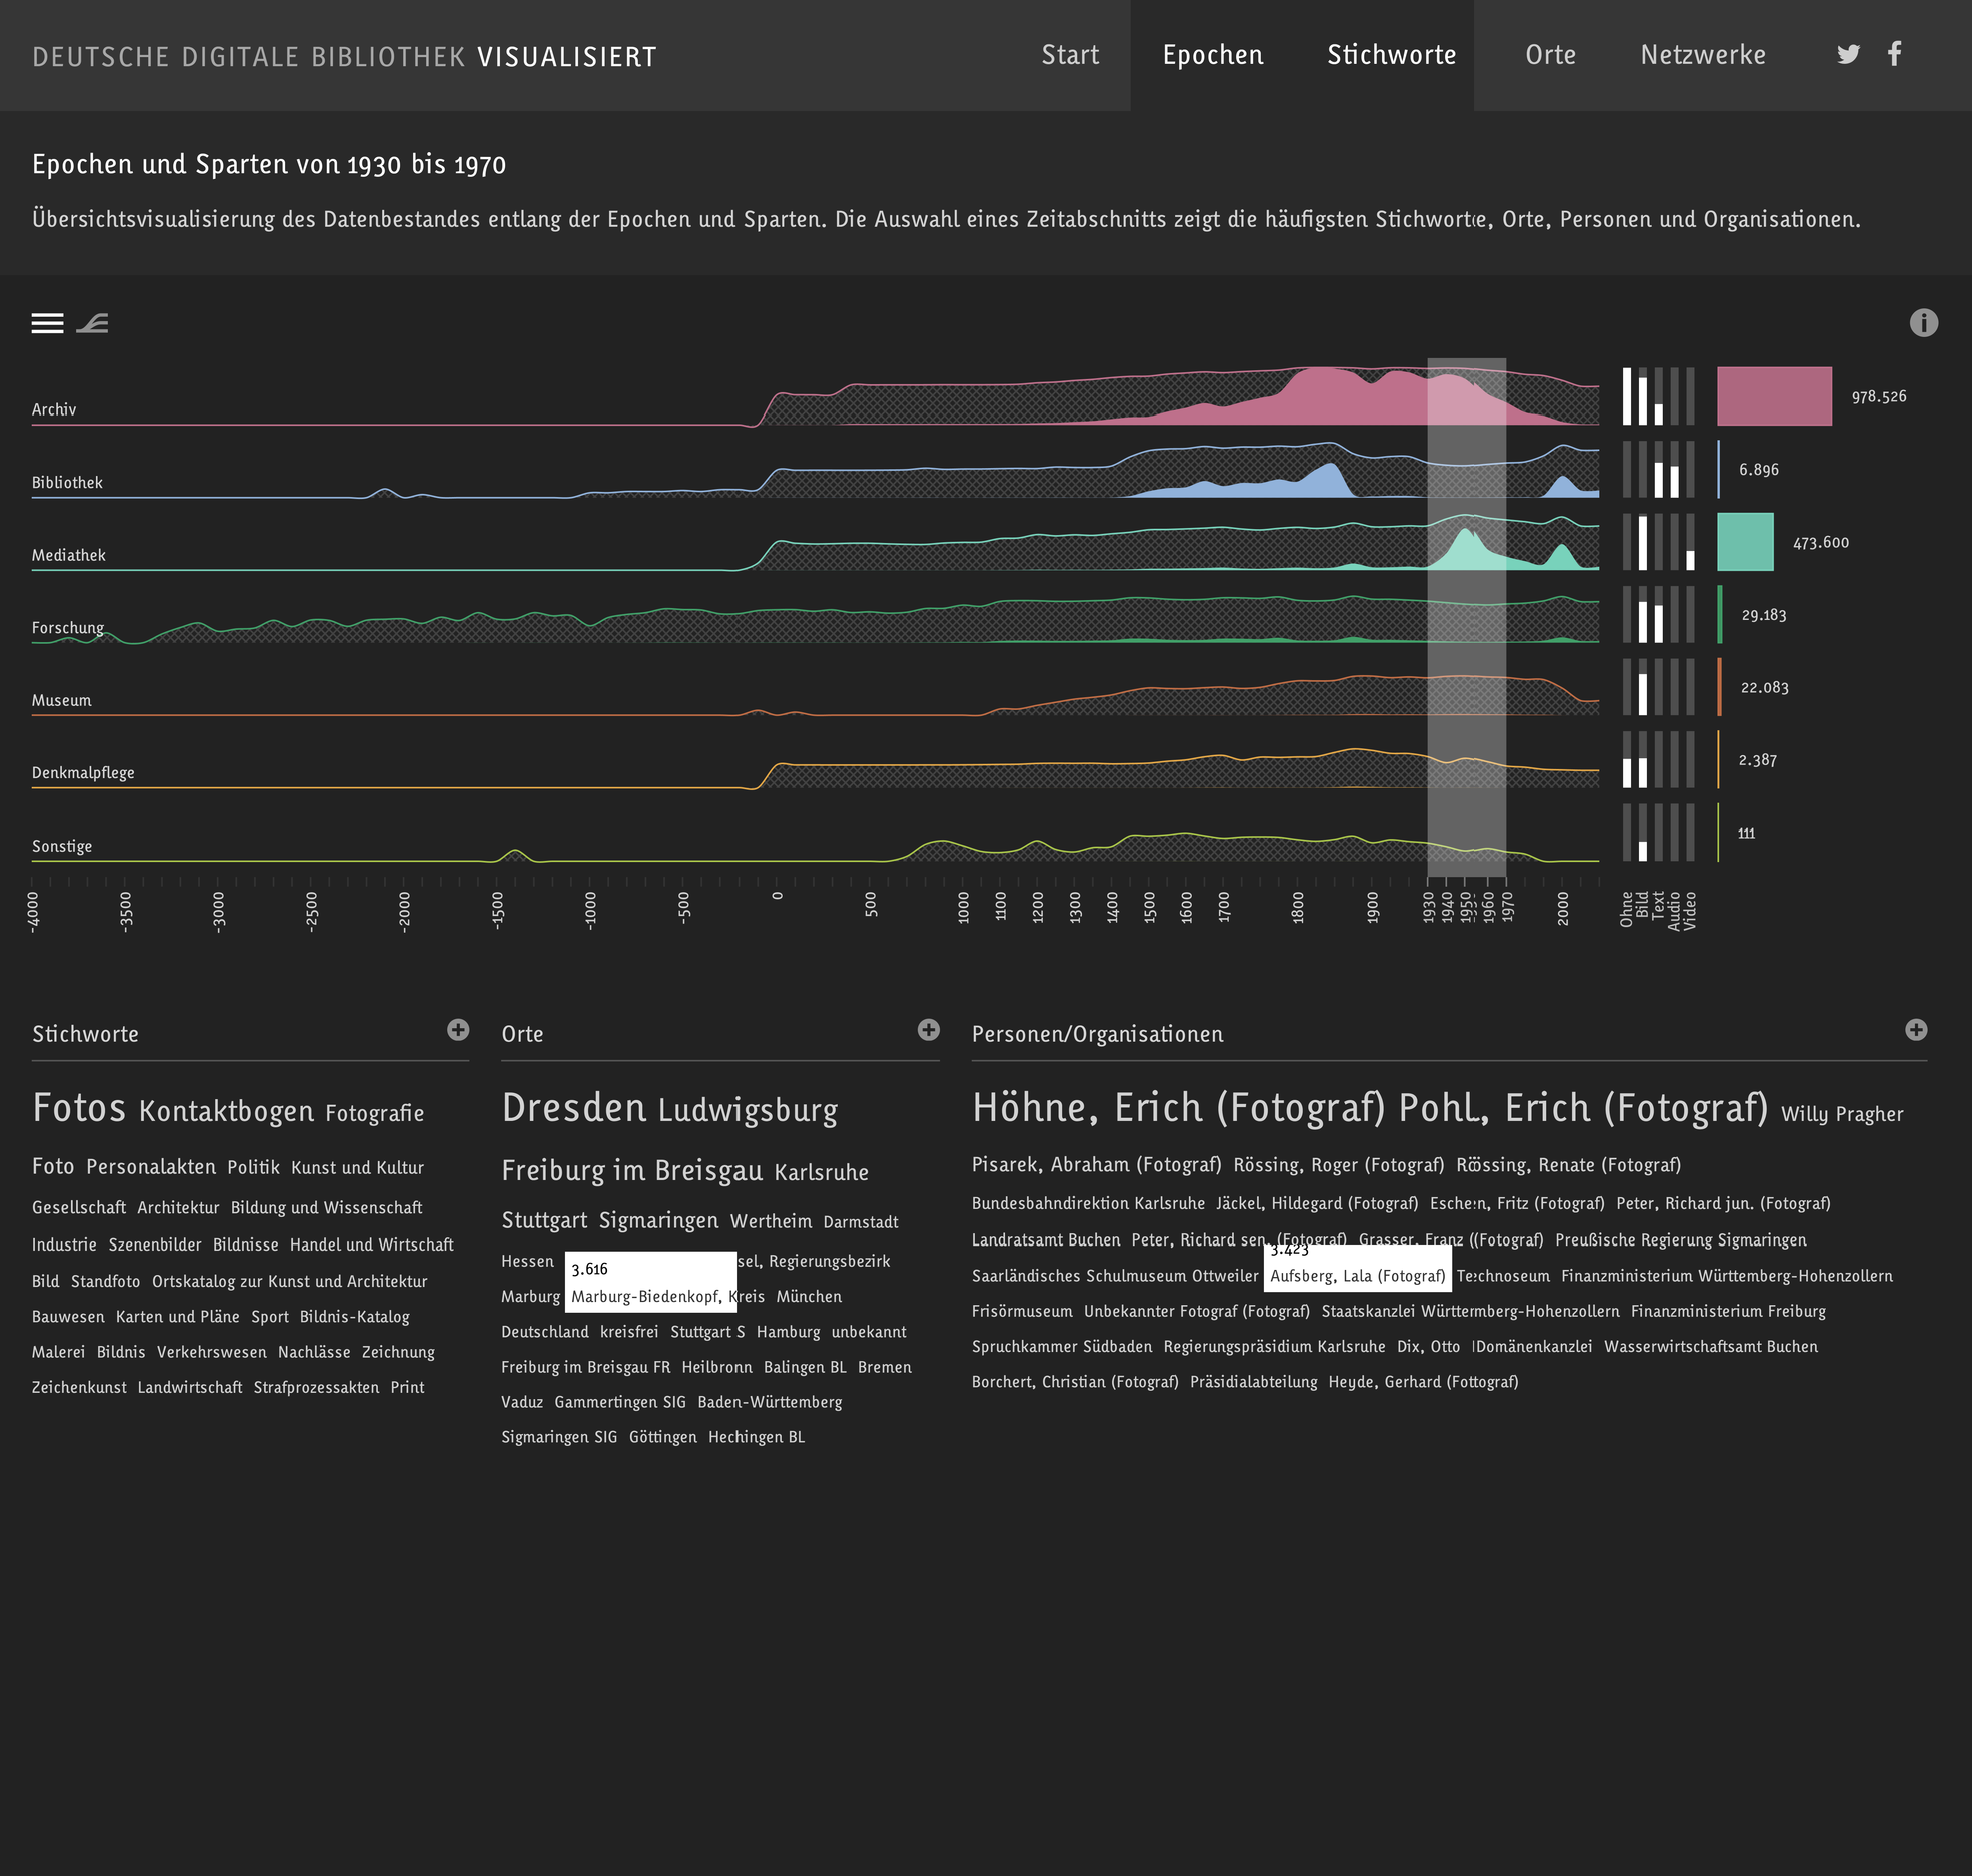 DEUTSCHE DIGITALE BIBLIOTHEK VISUALISIERT
Start Epochen Stichworte Orte Netzwerke
Epochen und Sparten von 1930 bis 1970
Übersichtsvisualisierung des Datenbestandes entlang der Epochen und Sparten. Die Auswahl eines Zeitabschnitts zeigt die häufigsten Stichworte, Orte, Personen und Organisationen.
Archiv 978.526
Bibliothek 6.896
Mediathek 473.600
Forschung 29.183
Museum 22.083
Denkmalpflege 2.387
Sonstige 111
-4000 -3500 -3000 -2500 -2000 -1500 -1000 -500 0 500 1000 1100 1200 1300 1400 1500 1600 1700 1800 1900 1930 1940 1950 1960 1970 2000 Ohne Bild Text Audio Video
Stichworte
Fotos Kontaktbogen Fotografie
Foto Personalakten Politik Kunst und Kultur
Gesellschaft Architektur Bildung und Wissenschaft
Industrie Szenenbilder Bildnisse Handel und Wirtschaft
Bild Standfoto Ortskatalog zur Kunst und Architektur
Bauwesen Karten und Pläne Sport Bildnis-Katalog
Malerei Bildnis Verkehrswesen Nachlässe Zeichnung
Zeichenkunst Landwirtschaft Strafprozessakten Print
Orte
Dresden Ludwigsburg
Freiburg im Breisgau Karlsruhe
Stuttgart Sigmaringen Wertheim Darmstadt
Hessen 3.616 sel, Regierungsbezirk
Marburg Marburg-Biedenkopf, Kreis München
Deutschland kreisfrei Stuttgart S Hamburg unbekannt
Freiburg im Breisgau FR Heilbronn Balingen BL Bremen
Vaduz Gammertingen SIG Baden-Württemberg
Sigmaringen SIG Göttingen Hechingen BL
Personen/Organisationen
Höhne, Erich (Fotograf) Pohl, Erich (Fotograf) Willy Pragher
Pisarek, Abraham (Fotograf) Rössing, Roger (Fotograf) Rössing, Renate (Fotograf)
Bundesbahndirektion Karlsruhe Jäckel, Hildegard (Fotograf) Eschen, Fritz (Fotograf) Peter, Richard jun. (Fotograf)
Landratsamt Buchen Peter, Richard sen. (Fotograf) Grasser, Franz (Fotograf) Preußische Regierung Sigmaringen
3.423
Saarländisches Schulmuseum Ottweiler Aufsberg, Lala (Fotograf) Technoseum Finanzministerium Württemberg-Hohenzollern
Frisörmuseum Unbekannter Fotograf (Fotograf) Staatskanzlei Württemberg-Hohenzollern Finanzministerium Freiburg
Spruchkammer Südbaden Regierungspräsidium Karlsruhe Dix, Otto Domänenkanzlei Wasserwirtschaftsamt Buchen
Borchert, Christian (Fotograf) Präsidialabteilung Heyde, Gerhard (Fotograf)